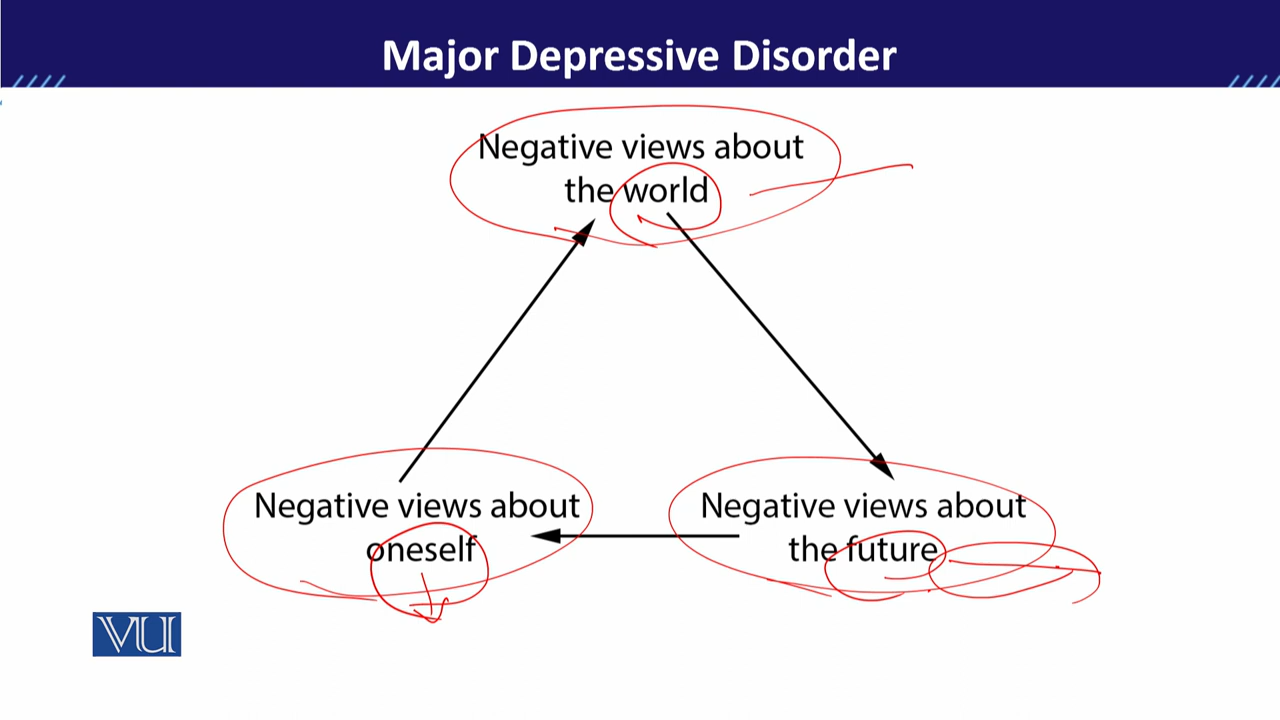 Major Depressive Disorder
Negative views about
the world
Negative views about
oneself
Negative views about
the future
VU